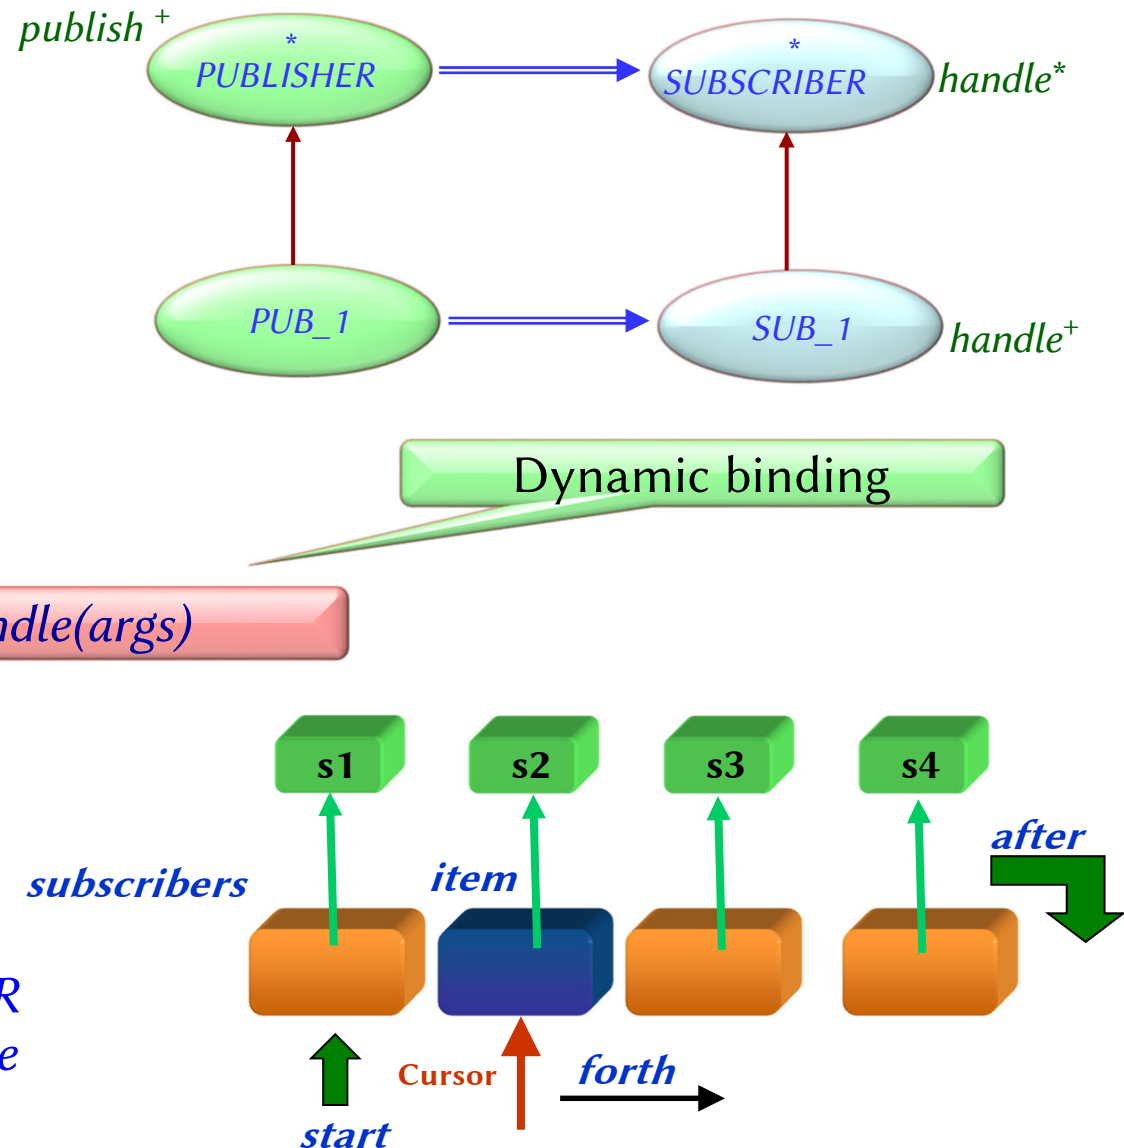 publish +
*
PUBLISHER
*
SUBSCRIBER
handle*
PUB_1
SUB_1
handle+
Dynamic binding
ndle(args)
s1
s2
s3
s4
after
subscribers
item
R
e
Cursor
forth
start